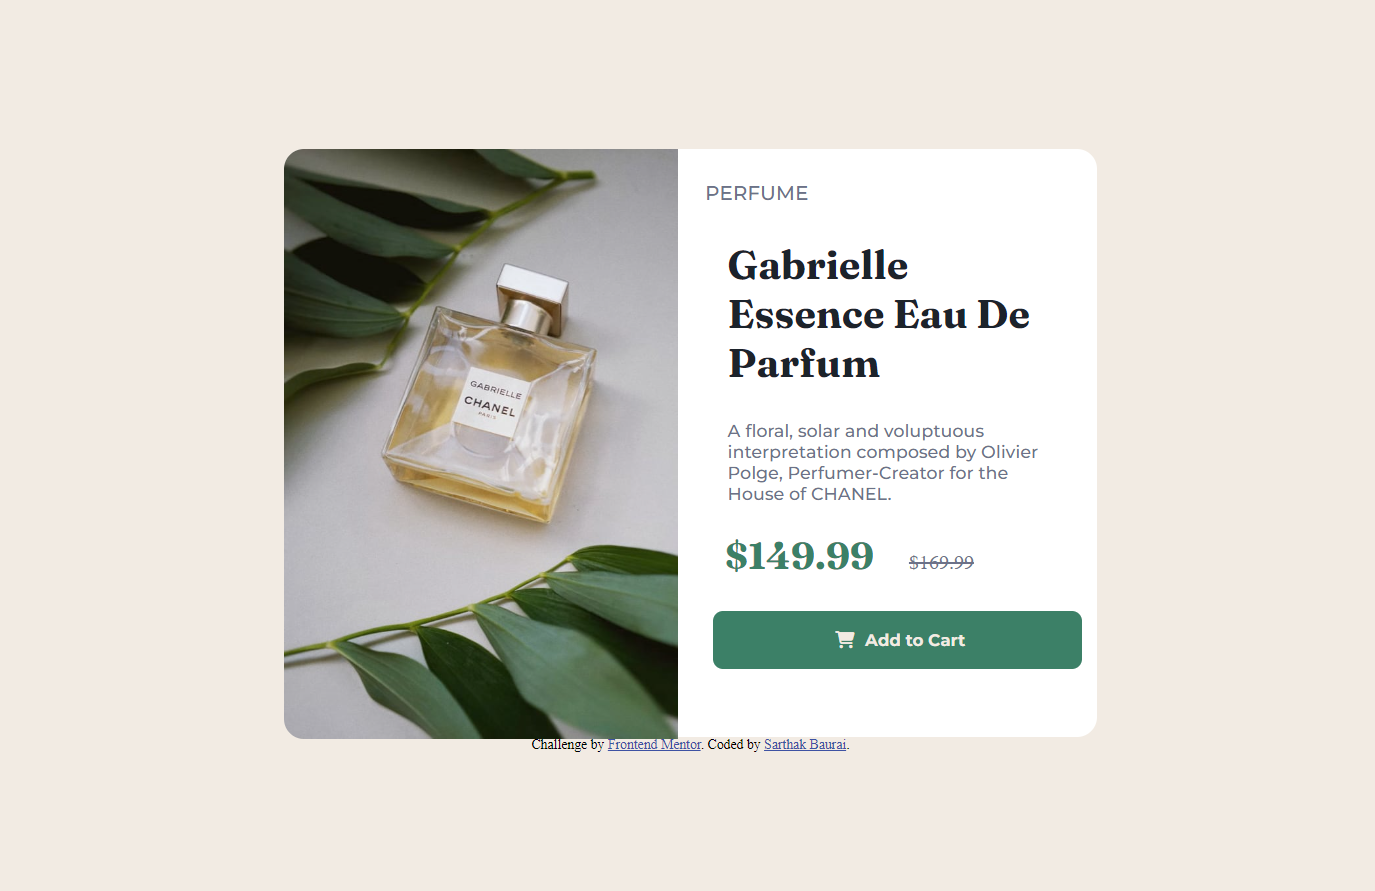 GABRIELLE
CHANEL
PARIS
PERFUME
Gabrielle
Essence Eau De
Parfum
A floral, solar and voluptuous
interpretation composed by Olivier
Polge, Perfumer-Creator for the
House of CHANEL.
$149.99 $169.99
Add to Cart
Challenge by Frontend Mentor. Coded by Sarthak Baurai.